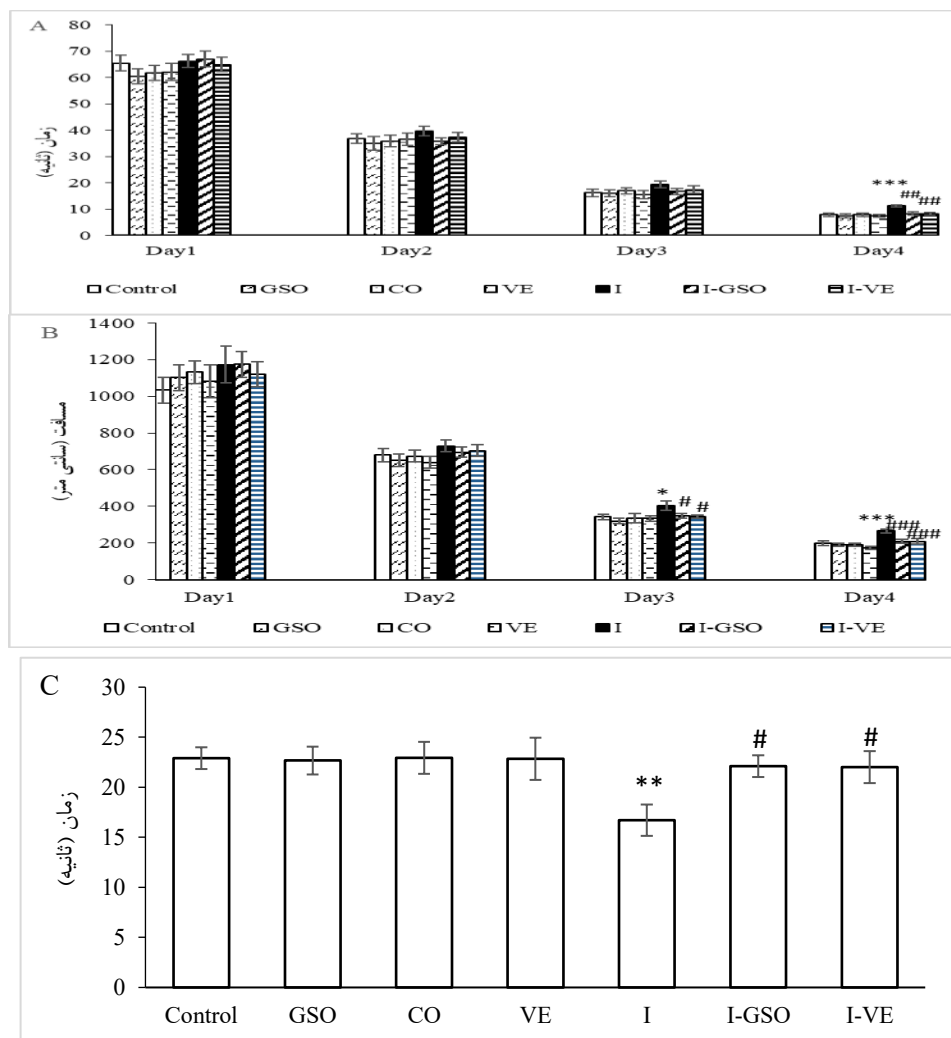 A
زمان (ثانیه)
80
70
60
50
40
30
20
10
0
***
##
##
Day1 Day2 Day3 Day4
Control GSO CO VE I I-GSO I-VE
B
مسافت (سانتی متر)
1400
1200
1000
800
600
400
200
0
* # #
***
###
###
Day1 Day2 Day3 Day4
Control GSO CO VE I I-GSO I-VE
C
زمان (ثانیه)
30
25
20
15
10
5
0
** # #
Control GSO CO VE I I-GSO I-VE